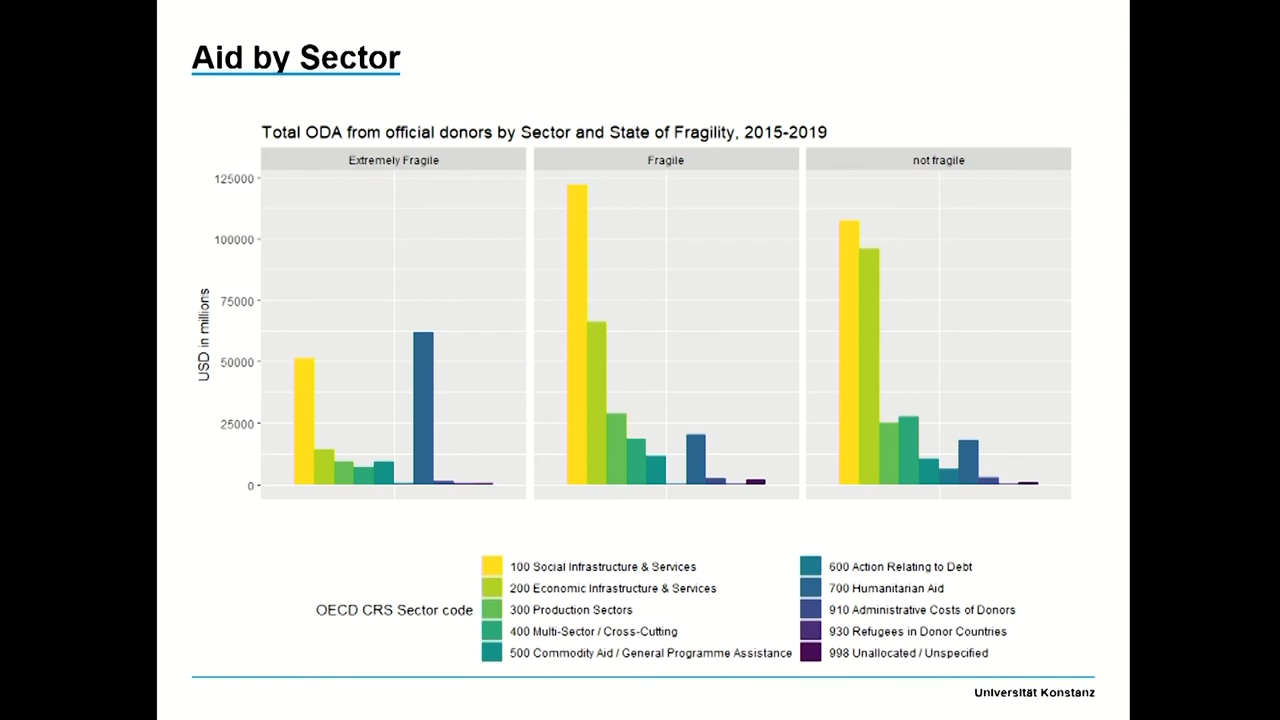 Aid by Sector
Total ODA from official donors by Sector and State of Fragility, 2015-2019
Extremely Fragile
Fragile
not fragile
125000
100000
75000
50000
25000
0
USD in millions
OECD CRS Sector code
100 Social Infrastructure & Services
200 Economic Infrastructure & Services
300 Production Sectors
400 Multi-Sector / Cross-Cutting
500 Commodity Aid / General Programme Assistance
600 Action Relating to Debt
700 Humanitarian Aid
910 Administrative Costs of Donors
930 Refugees in Donor Countries
998 Unallocated / Unspecified
Universität Konstanz